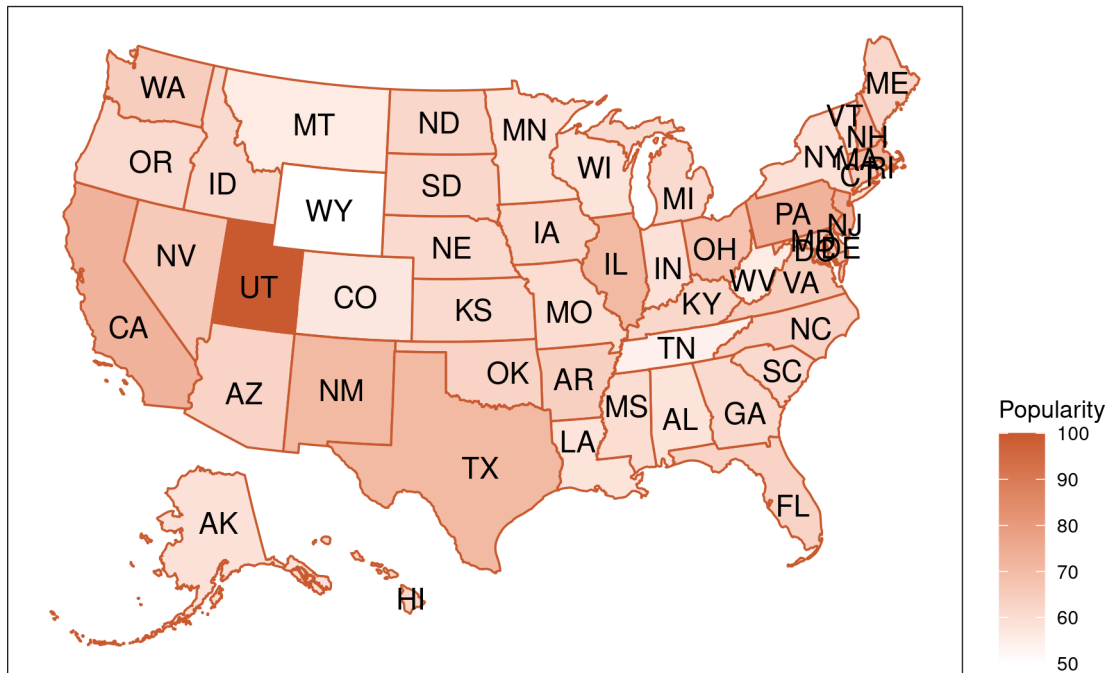 ME
WA
VT
MT
ND
MN
NH
OR
NY
MA
WI
CT
RI
ID
SD
MI
WY
PA
NJ
IA
MD
NV
NE
OH
DC
DE
IL
IN
WV
VA
UT
CO
KS
MO
KY
CA
NC
TN
AZ
NM
OK
AR
SC
MS
AL
GA
LA
TX
FL
AK
HI
Popularity
100
90
80
70
60
50